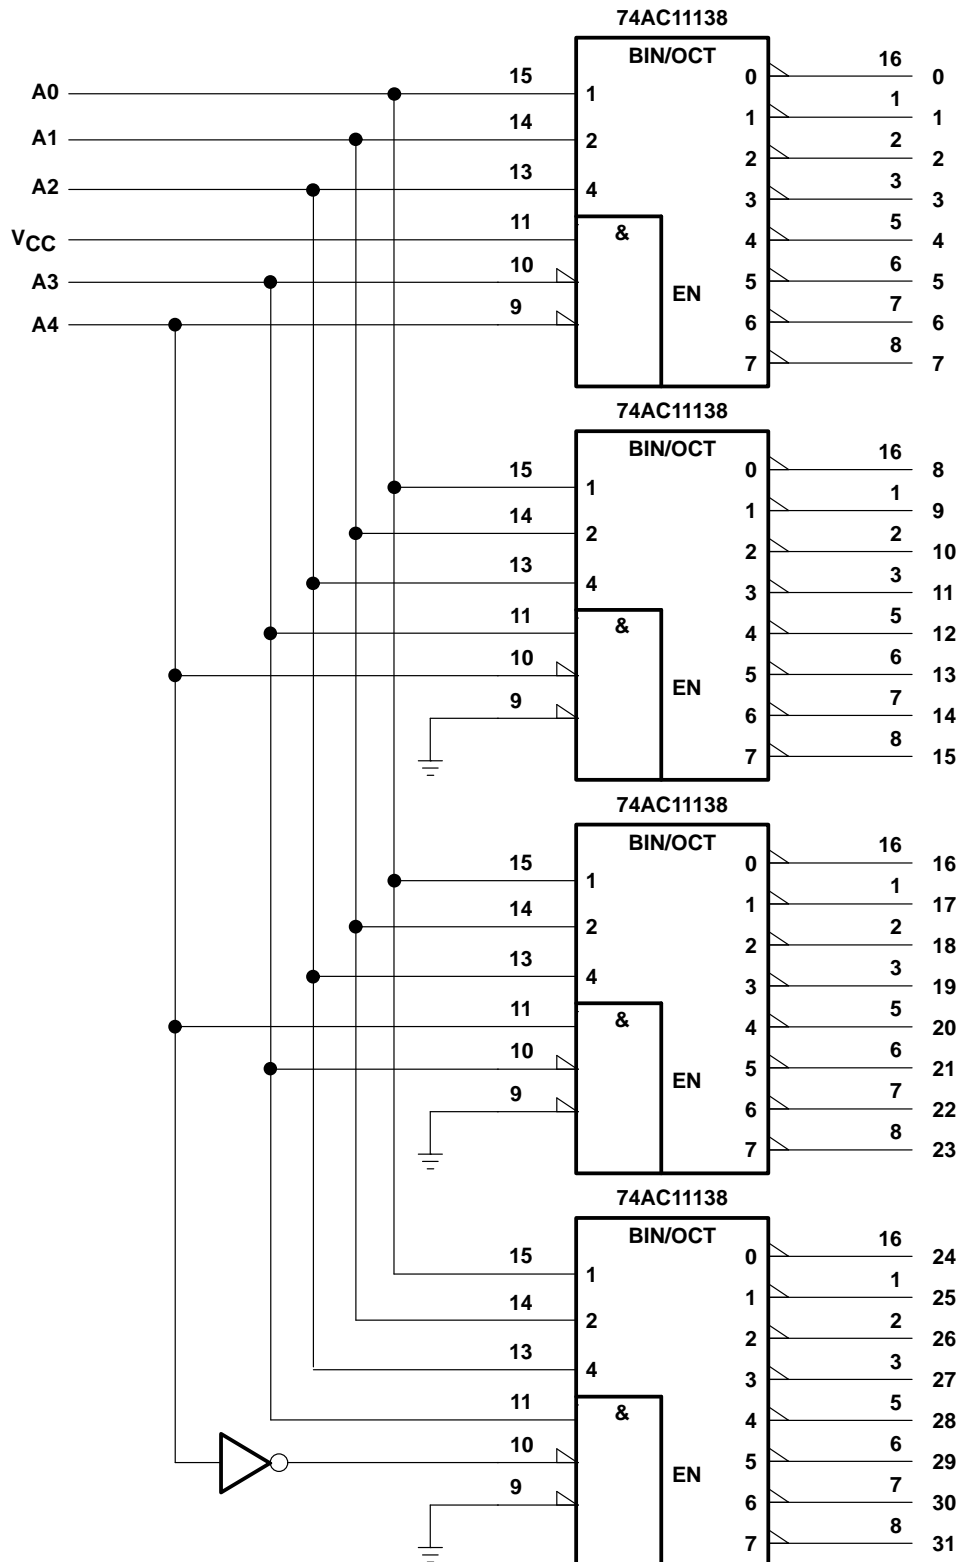 74AC11138
BIN/OCT
A0 15 1 0 16 0
A1 14 2 1 1 1
2 2 2
A2 13 4 3 3 3
VCC 11 & 4 5 4
A3 10 EN 5 6 5
A4 9 6 7 6
7 8 7
74AC11138
BIN/OCT
15 1 0 16 8
14 2 1 1 9
2 2 10
13 4 3 3 11
11 & 4 5 12
10 EN 5 6 13
9 6 7 14
7 8 15
74AC11138
BIN/OCT
15 1 0 16 16
14 2 1 1 17
2 2 18
13 4 3 3 19
11 & 4 5 20
10 EN 5 6 21
9 6 7 22
7 8 23
74AC11138
BIN/OCT
15 1 0 16 24
14 2 1 1 25
2 2 26
13 4 3 3 27
11 & 4 5 28
10 EN 5 6 29
9 6 7 30
7 8 31